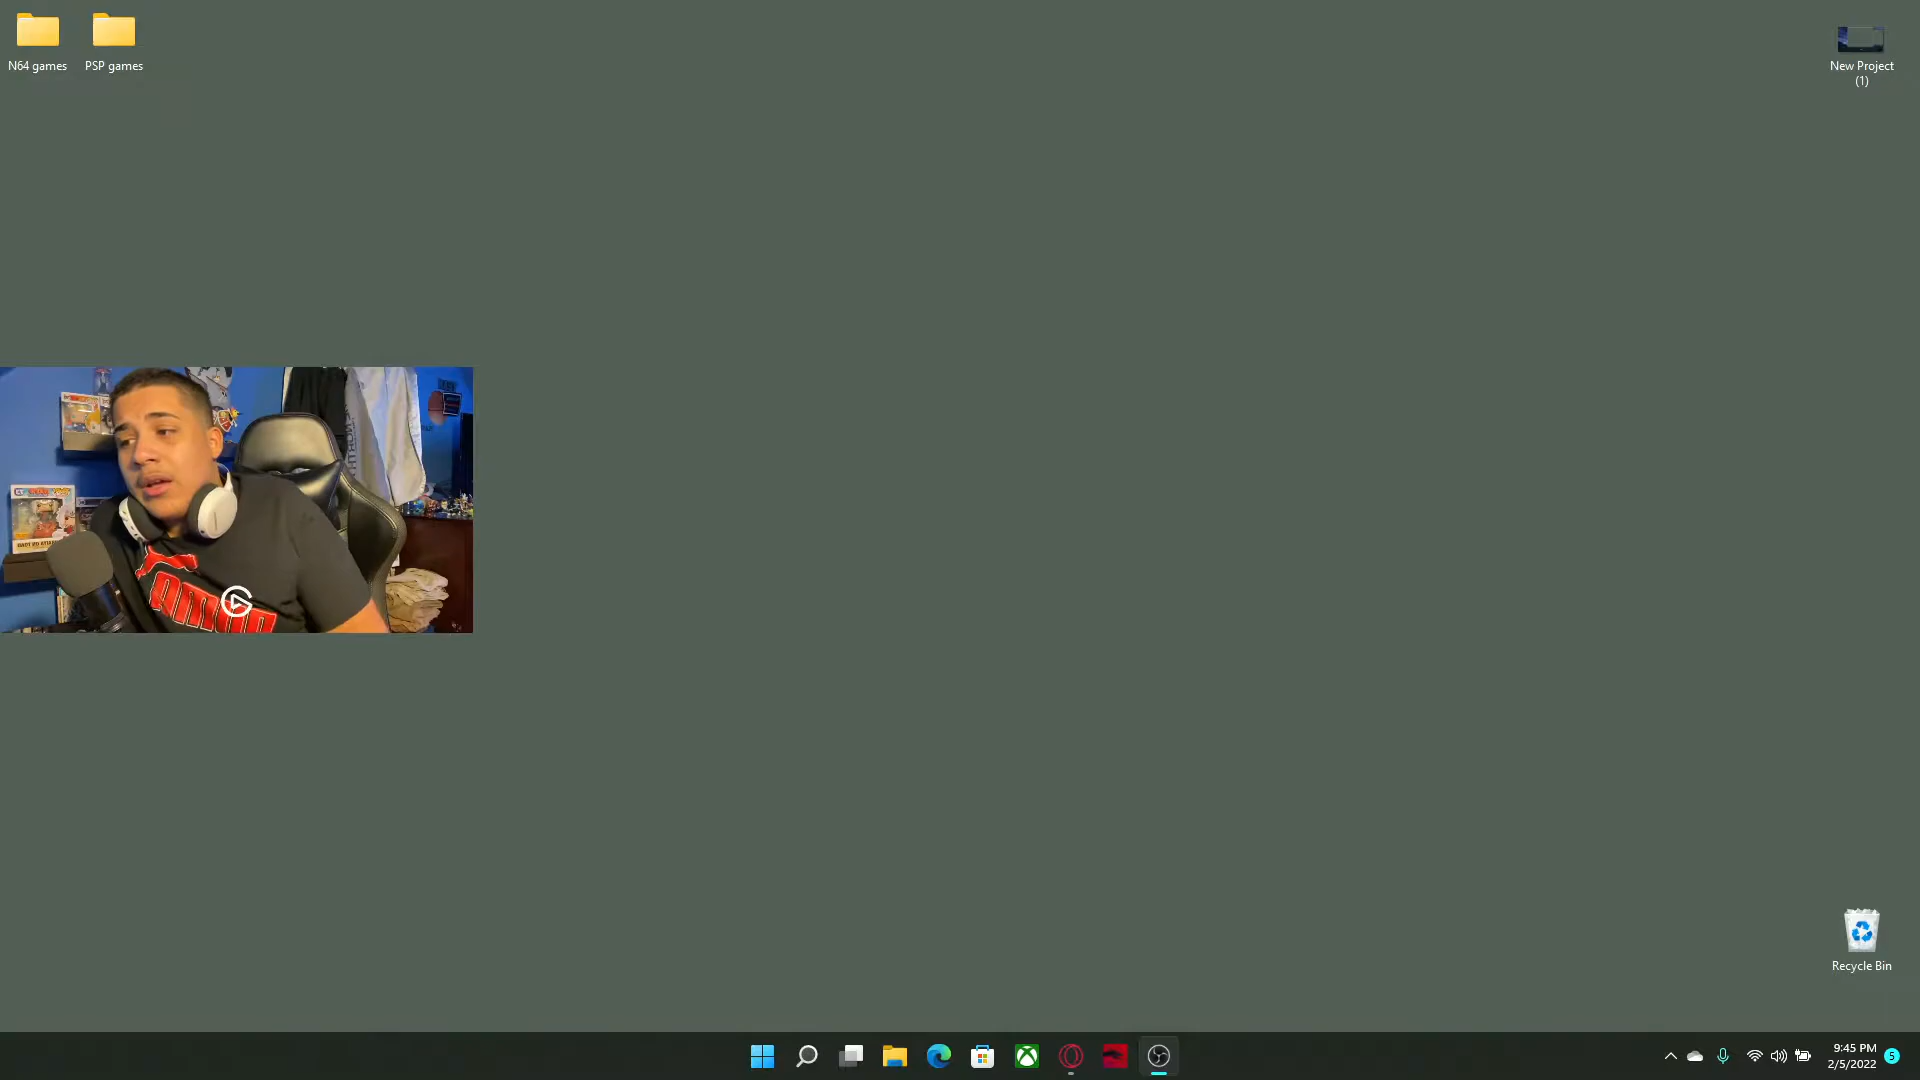 N64 games
PSP games
New Project
(1)
Recycle Bin
9:45 PM
2/5/2022
5